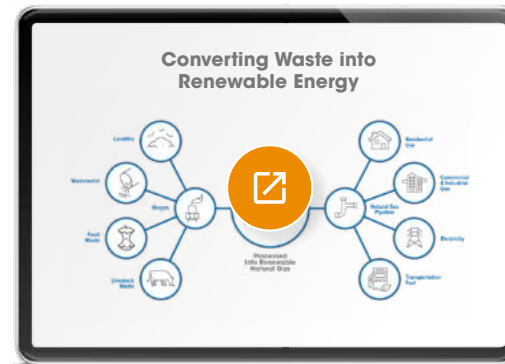 Converting Waste into
Renewable Energy
Landfills
Wastewater
Food
Waste
Livestock
Waste
Biogas
Processed
Into Renewable
Natural Gas
Natural Gas
Pipeline
Residential
Use
Commercial
& Industrial
Use
Electricity
Transportation
Fuel